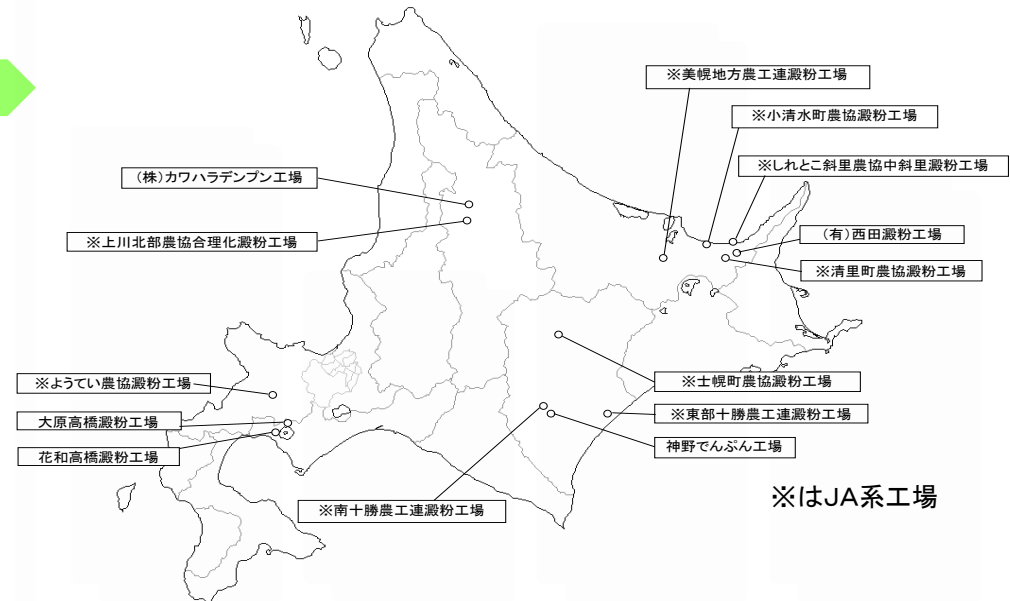 ※美幌地方農工連澱粉工場
※小清水町農協澱粉工場
※しれとこ斜里農協中斜里澱粉工場
(有)西田澱粉工場
※清里町農協澱粉工場
(株)カワハラデンプン工場
※上川北部農協合理化澱粉工場
※ようてい農協澱粉工場
大原高橋澱粉工場
花和高橋澱粉工場
※士幌町農協澱粉工場
※東部十勝農工連澱粉工場
神野でんぷん工場
※南十勝農工連澱粉工場
※はJA系工場